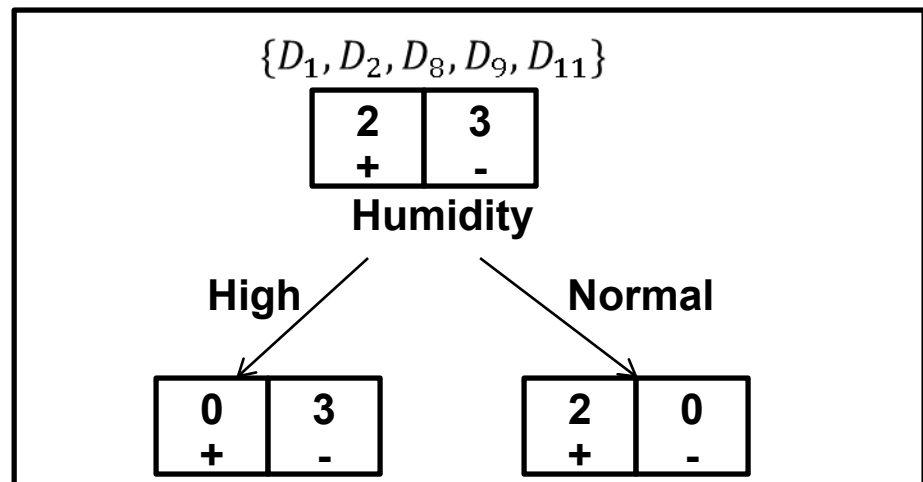 {D₁, D₂, D₈, D₉, D₁₁}
2 3
+ -
Humidity
High Normal
0 3 2 0
+ - + -